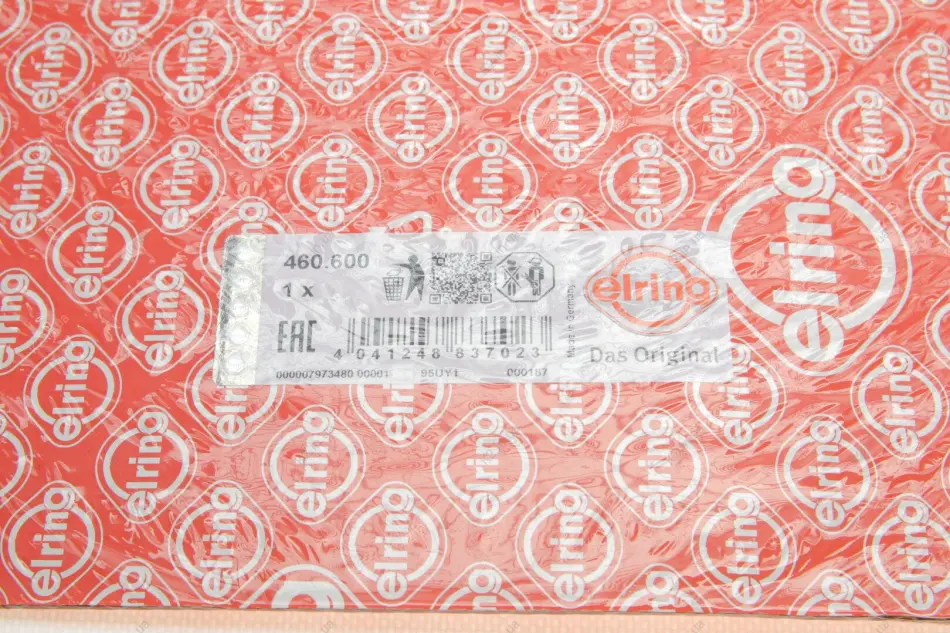 460.600
1 x
EAC
4 041248 837023
000007973480 00001 95UY1 000187
Made in Germany
elring
Das Original
elring